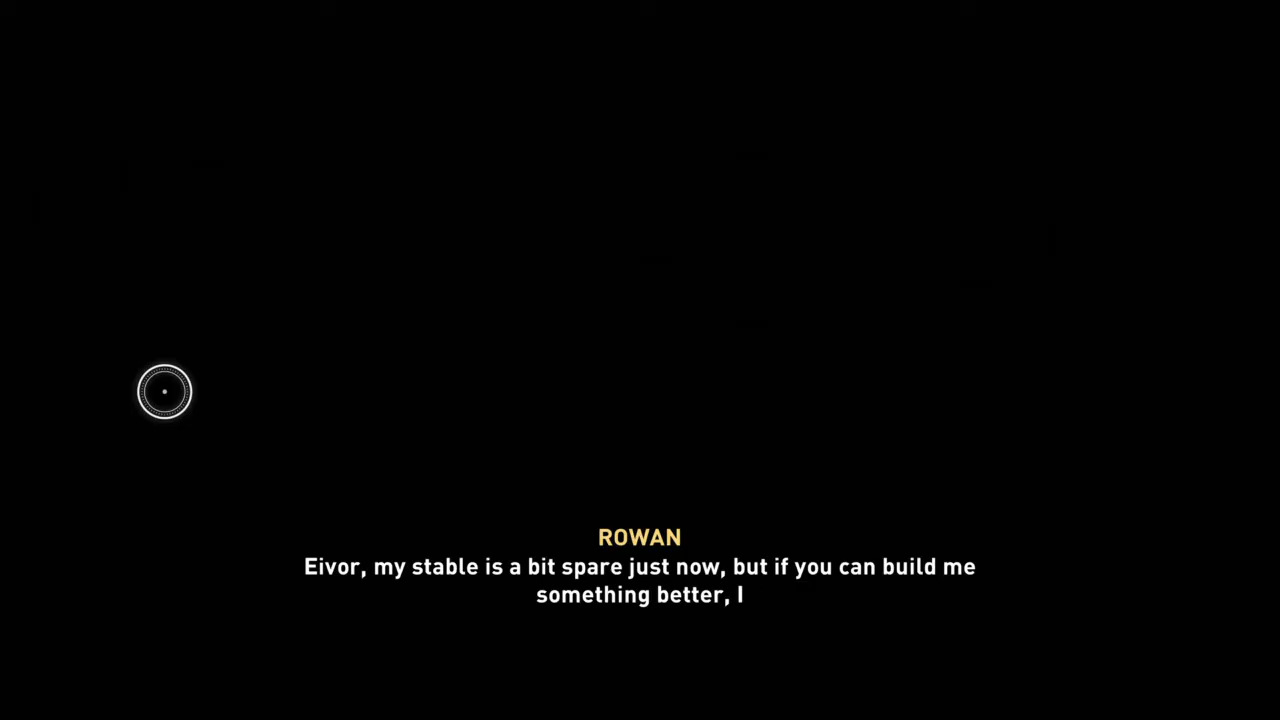 ROWAN
Eivor, my stable is a bit spare just now, but if you can build me
something better, I